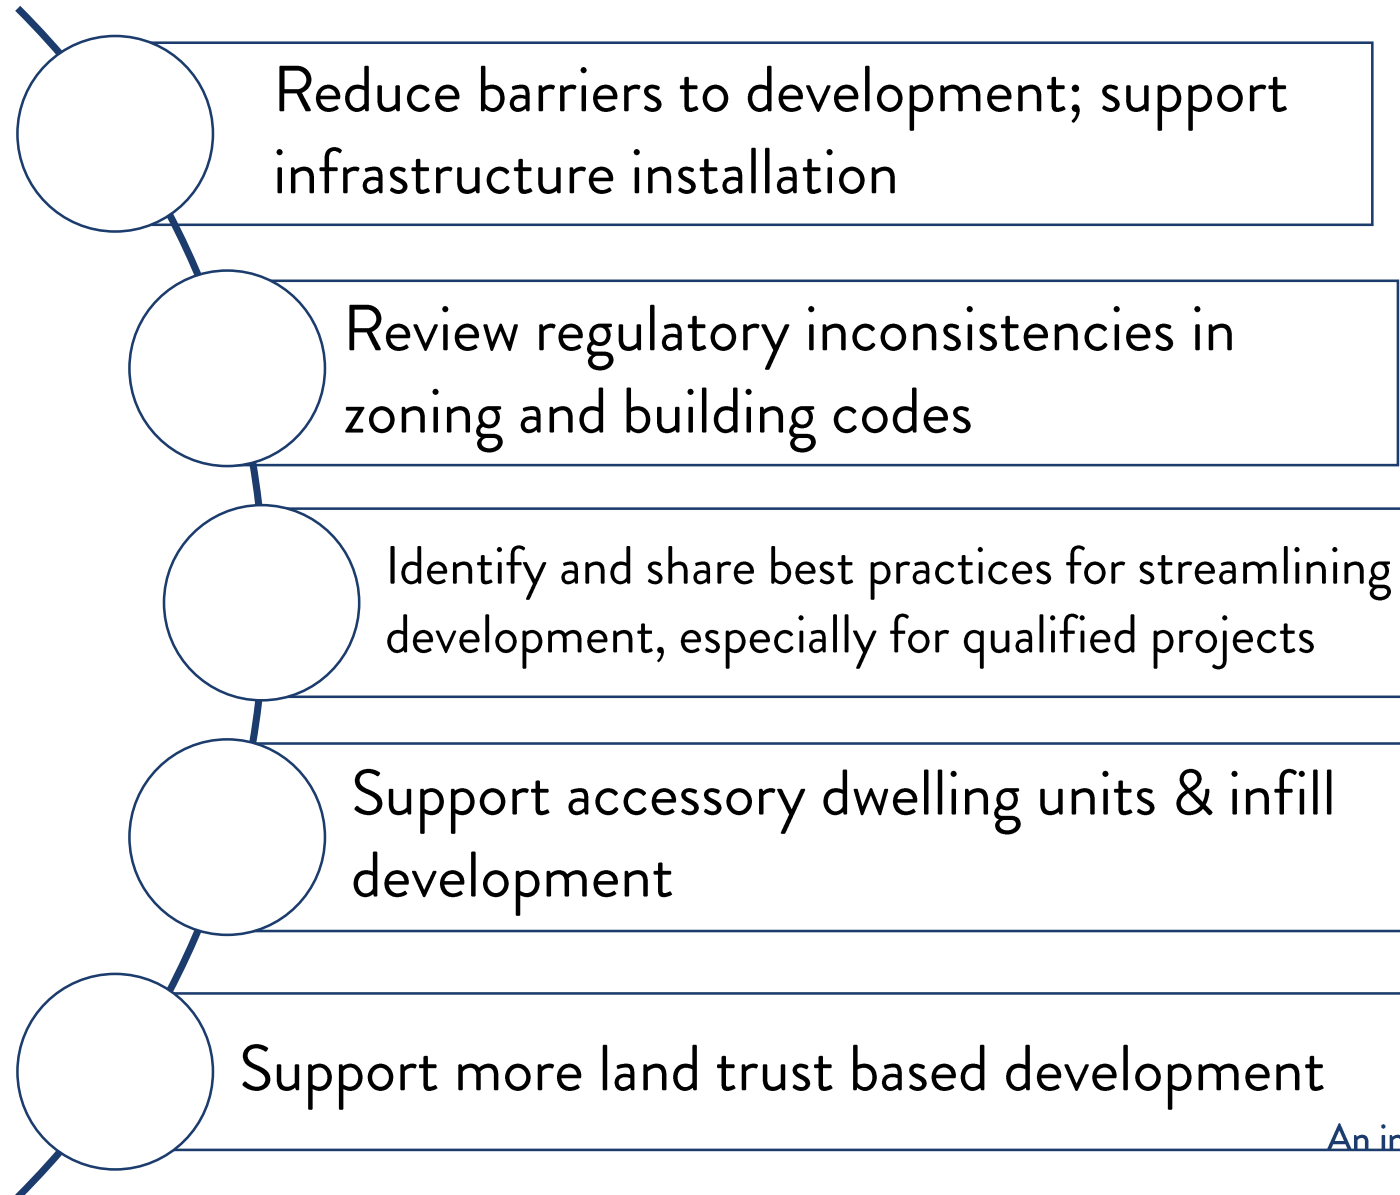 Reduce barriers to development; support
infrastructure installation
Review regulatory inconsistencies in
zoning and building codes
Identify and share best practices for streamlining
development, especially for qualified projects
Support accessory dwelling units & infill
development
Support more land trust based development
An